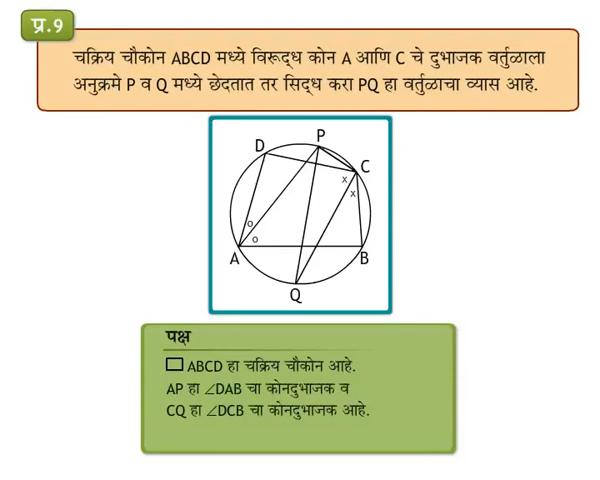 प्र.9
चक्रिय चौकोन ABCD मध्ये विरूद्ध कोन A आणि C चे दुभाजक वर्तुळाला
अनुक्रमे P व Q मध्ये छेदतात तर सिद्ध करा PQ हा वर्तुळाचा व्यास आहे.
P
D
C
x
x
o
o
A
B
Q
पक्ष
ABCD हा चक्रिय चौकोन आहे.
AP हा ∠DAB चा कोनदुभाजक व
CQ हा ∠DCB चा कोनदुभाजक आहे.